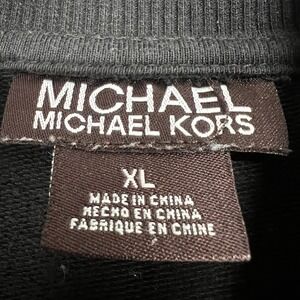 MICHAEL
MICHAEL KORS
XL
MADE IN CHINA
HECHO EN CHINA
FABRIQUE EN CHINE